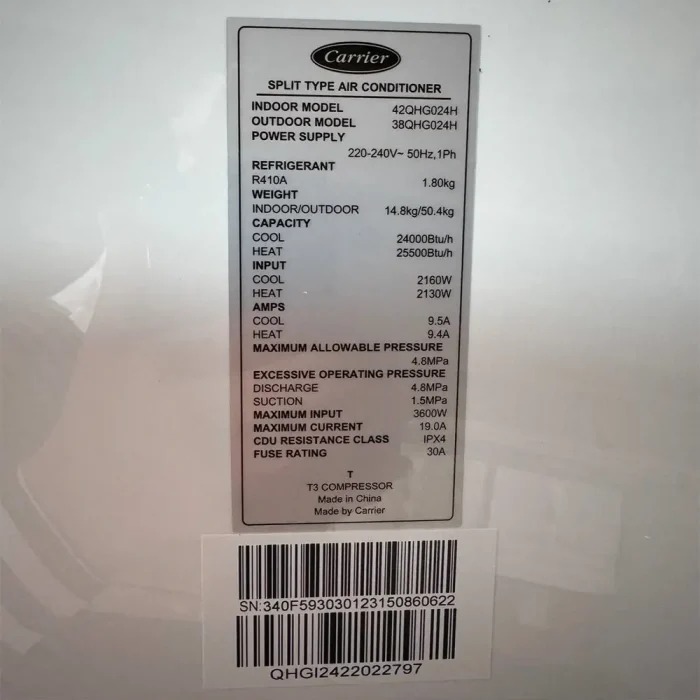 Carrier
SPLIT TYPE AIR CONDITIONER
INDOOR MODEL 42QHG024H
OUTDOOR MODEL 38QHG024H
POWER SUPPLY
220-240V~ 50Hz,1Ph
REFRIGERANT
R410A 1.80kg
WEIGHT
INDOOR/OUTDOOR 14.8kg/50.4kg
CAPACITY
COOL 24000Btu/h
HEAT 25500Btu/h
INPUT
COOL 2160W
HEAT 2130W
AMPS
COOL 9.5A
HEAT 9.4A
MAXIMUM ALLOWABLE PRESSURE
4.8MPa
EXCESSIVE OPERATING PRESSURE
DISCHARGE 4.8MPa
SUCTION 1.5MPa
MAXIMUM INPUT 3600W
MAXIMUM CURRENT 19.0A
CDU RESISTANCE CLASS IPX4
FUSE RATING 30A
T
T3 COMPRESSOR
Made in China
Made by Carrier
SN:340F593030123150860622
QHGI2422022797